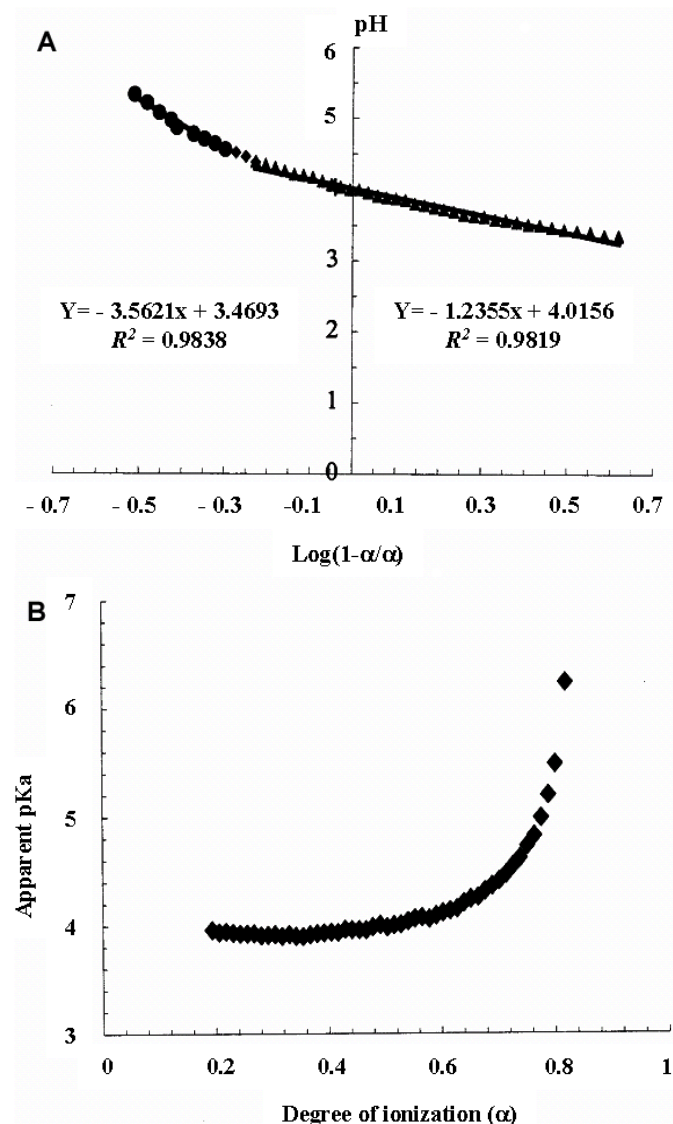 A
pH
6
5
3
Y= - 3.5621x + 3.4693
R² = 0.9838
Y= - 1.2355x + 4.0156
R² = 0.9819
2
1
0
- 0.7 - 0.5 - 0.3 -0.1 0.1 0.3 0.5 0.7
Log(1-α/α)
B
7
6
5
4
3
Apparent pKa
0 0.2 0.4 0.6 0.8 1
Degree of ionization (α)